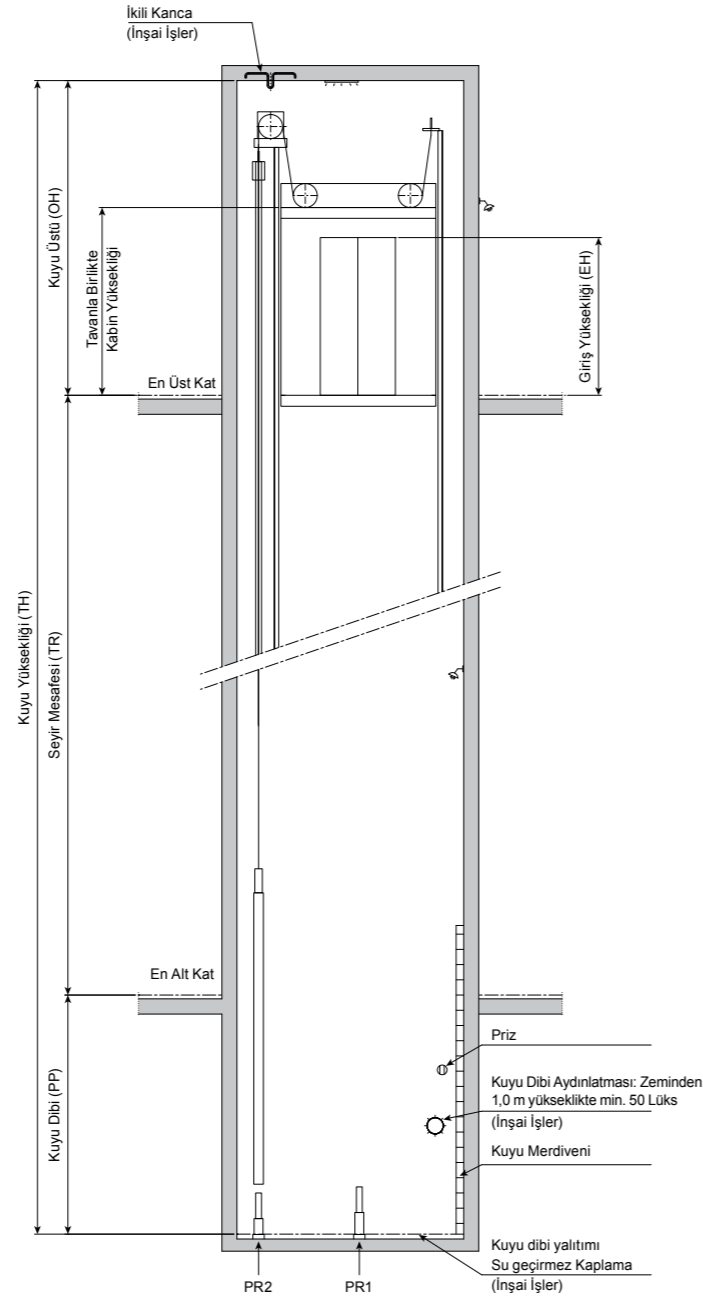 İkili Kanca
(İnşai İşler)
Kuyu Yüksekliği (TH)
Kuyu Üstü (OH)
Tavanla Birlikte
Kabin Yüksekliği
Giriş Yüksekliği (EH)
En Üst Kat
Seyir Mesafesi (TR)
En Alt Kat
Kuyu Dibi (PP)
Priz
Kuyu Dibi Aydınlatması: Zeminden
1,0 m yükseklikte min. 50 Lüks
(İnşai İşler)
Kuyu Merdiveni
Kuyu dibi yalıtımı
Su geçirmez Kaplama
(İnşai İşler)
PR2
PR1